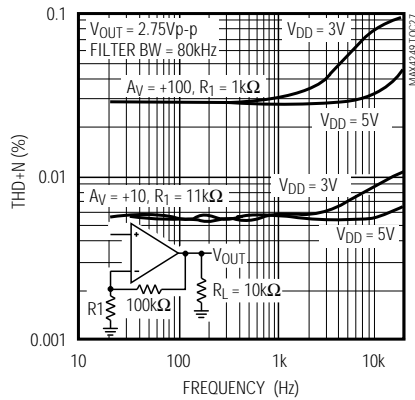 0.1
V_OUT = 2.75Vp-p
FILTER BW = 80kHz
V_DD = 3V
A_V = +100, R_1 = 1kΩ
V_DD = 5V
THD+N (%)
0.01
A_V = +10, R_1 = 11kΩ
V_DD = 3V
V_DD = 5V
+
V_OUT
-
100kΩ
R1
R_L = 10kΩ
0.001
10
100
1k
10k
FREQUENCY (Hz)
MAX4249 TOC27